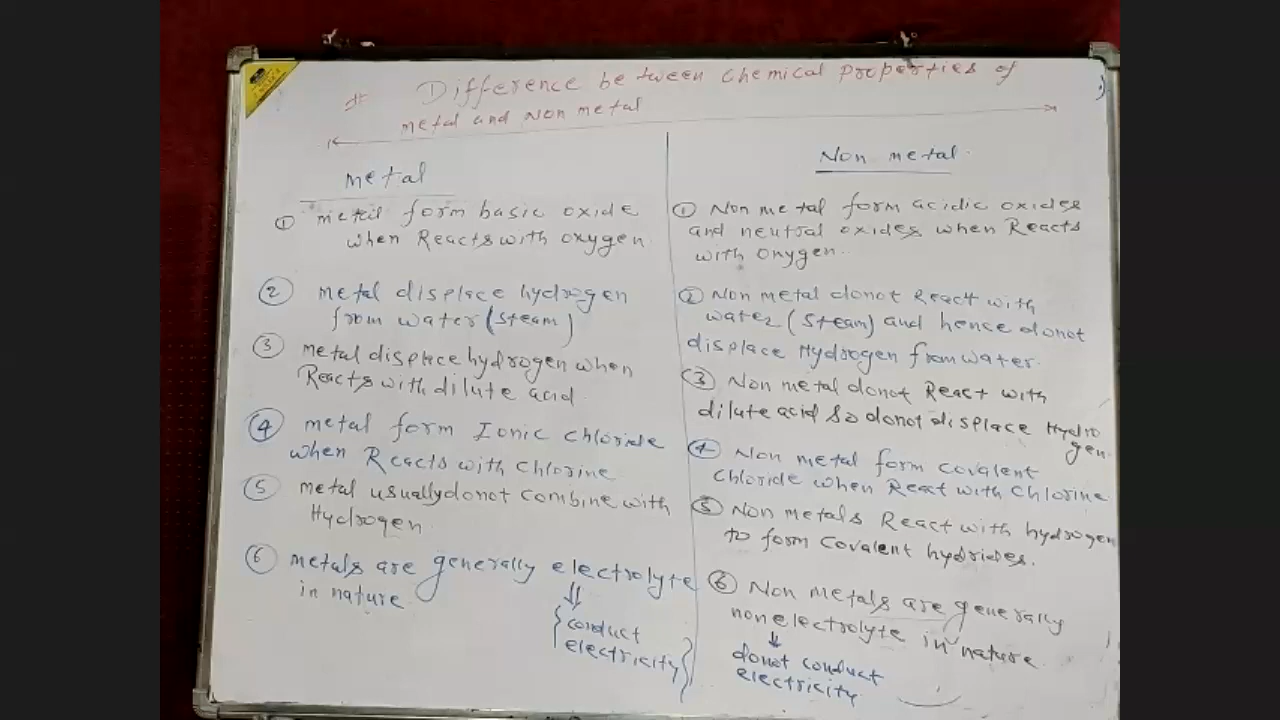 # Difference between chemical properties of
metal and Non metal
metal
① metal form basic oxide
when Reacts with oxygen
② metal displace hydrogen
from water (steam)
③ metal displace hydrogen when
Reacts with dilute acid
④ metal form Ionic chloride
when Reacts with chlorine
⑤ metal usually donot combine with
Hydrogen
⑥ metals are generally electrolyte
in nature
⇓
{conduct
electricity}
Non metal
① Non metal form acidic oxides
and neutral oxides when Reacts
with oxygen
② Non metal donot React with
water (steam) and hence donot
displace Hydrogen from water.
③ Non metal donot React with
dilute acid so donot displace Hydro
gen
④ Non metal form covalent
Chloride when React with chlorine
⑤ Non metals React with hydrogen
to form covalent hydrides.
⑥ Non metals are generally
nonelectrolyte in nature
⇓
donot conduct
electricity